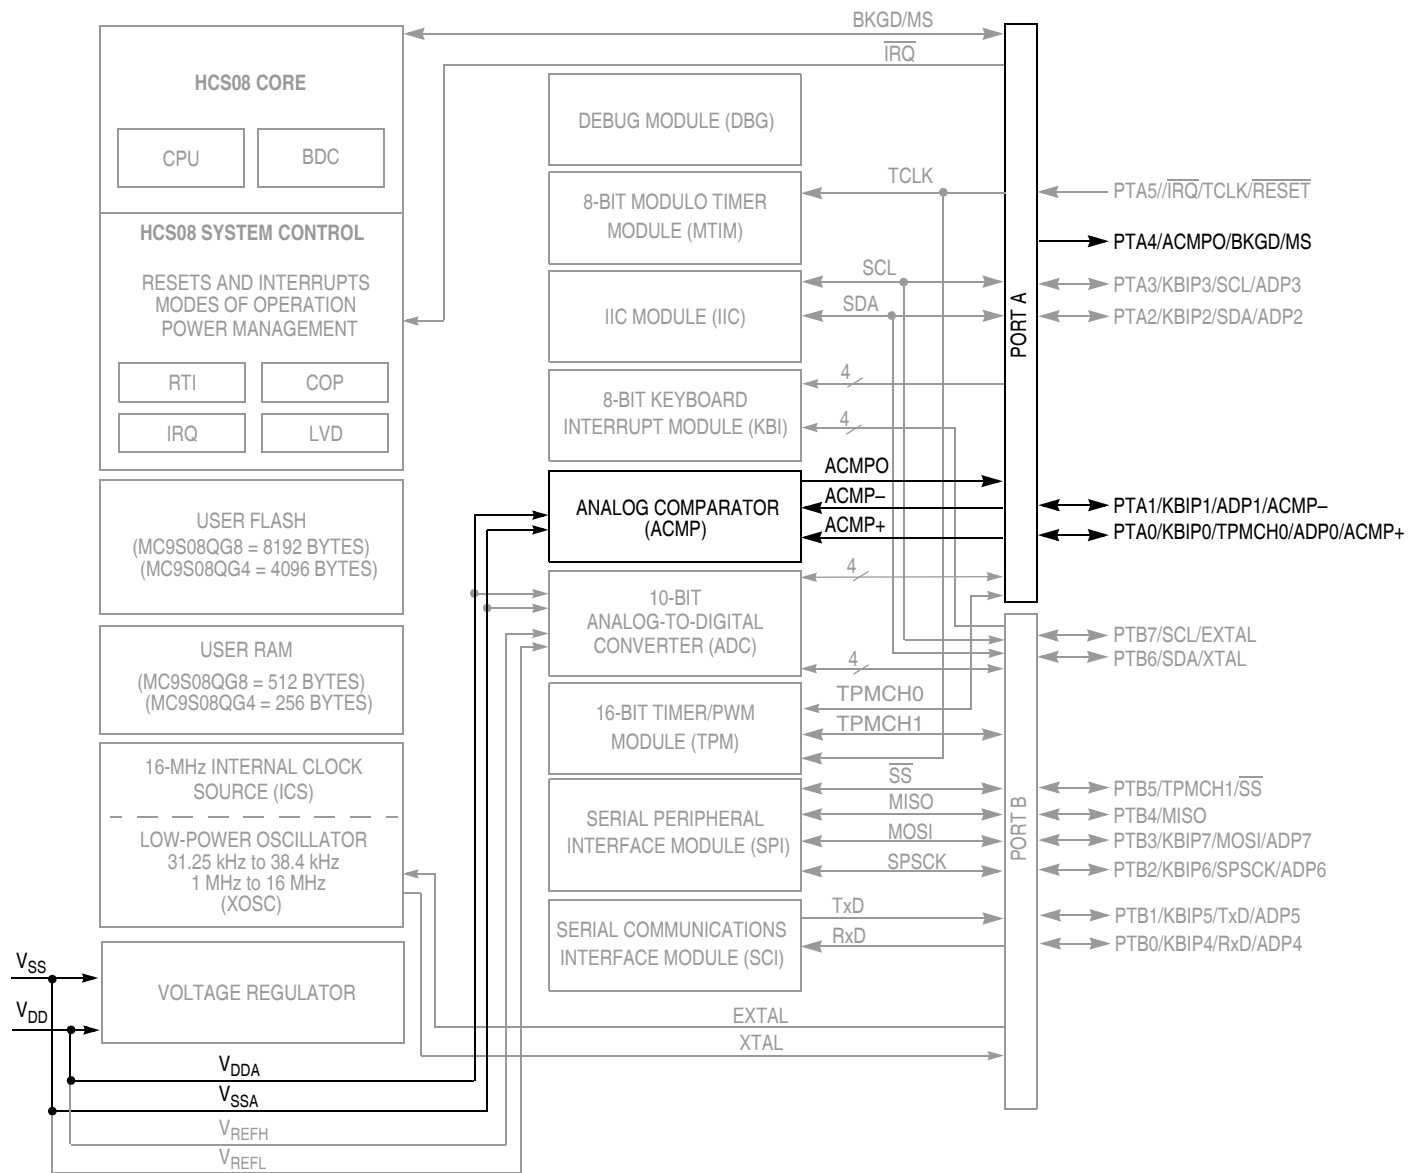 BKGD/MS
IRQ
HCS08 CORE
CPU
BDC
HCS08 SYSTEM CONTROL
RESETS AND INTERRUPTS
MODES OF OPERATION
POWER MANAGEMENT
RTI
COP
IRQ
LVD
USER FLASH
(MC9S08QG8 = 8192 BYTES)
(MC9S08QG4 = 4096 BYTES)
USER RAM
(MC9S08QG8 = 512 BYTES)
(MC9S08QG4 = 256 BYTES)
16-MHz INTERNAL CLOCK
SOURCE (ICS)
LOW-POWER OSCILLATOR
31.25 kHz to 38.4 kHz
1 MHz to 16 MHz
(XOSC)
VOLTAGE REGULATOR
VSS
VDD
VDDA
VSSA
VREFH
VREFL
DEBUG MODULE (DBG)
8-BIT MODULO TIMER
MODULE (MTIM)
TCLK
IIC MODULE (IIC)
SCL
SDA
8-BIT KEYBOARD
INTERRUPT MODULE (KBI)
4
4
ANALOG COMPARATOR
(ACMP)
ACMPO
ACMP–
ACMP+
10-BIT
ANALOG-TO-DIGITAL
CONVERTER (ADC)
4
4
16-BIT TIMER/PWM
MODULE (TPM)
TPMCH0
TPMCH1
SERIAL PERIPHERAL
INTERFACE MODULE (SPI)
SS
MISO
MOSI
SPSCK
SERIAL COMMUNICATIONS
INTERFACE MODULE (SCI)
TxD
RxD
EXTAL
XTAL
PORT A
PTA5//IRQ/TCLK/RESET
PTA4/ACMPO/BKGD/MS
PTA3/KBIP3/SCL/ADP3
PTA2/KBIP2/SDA/ADP2
PTA1/KBIP1/ADP1/ACMP–
PTA0/KBIP0/TPMCH0/ADP0/ACMP+
PORT B
PTB7/SCL/EXTAL
PTB6/SDA/XTAL
PTB5/TPMCH1/SS
PTB4/MISO
PTB3/KBIP7/MOSI/ADP7
PTB2/KBIP6/SPSCK/ADP6
PTB1/KBIP5/TxD/ADP5
PTB0/KBIP4/RxD/ADP4